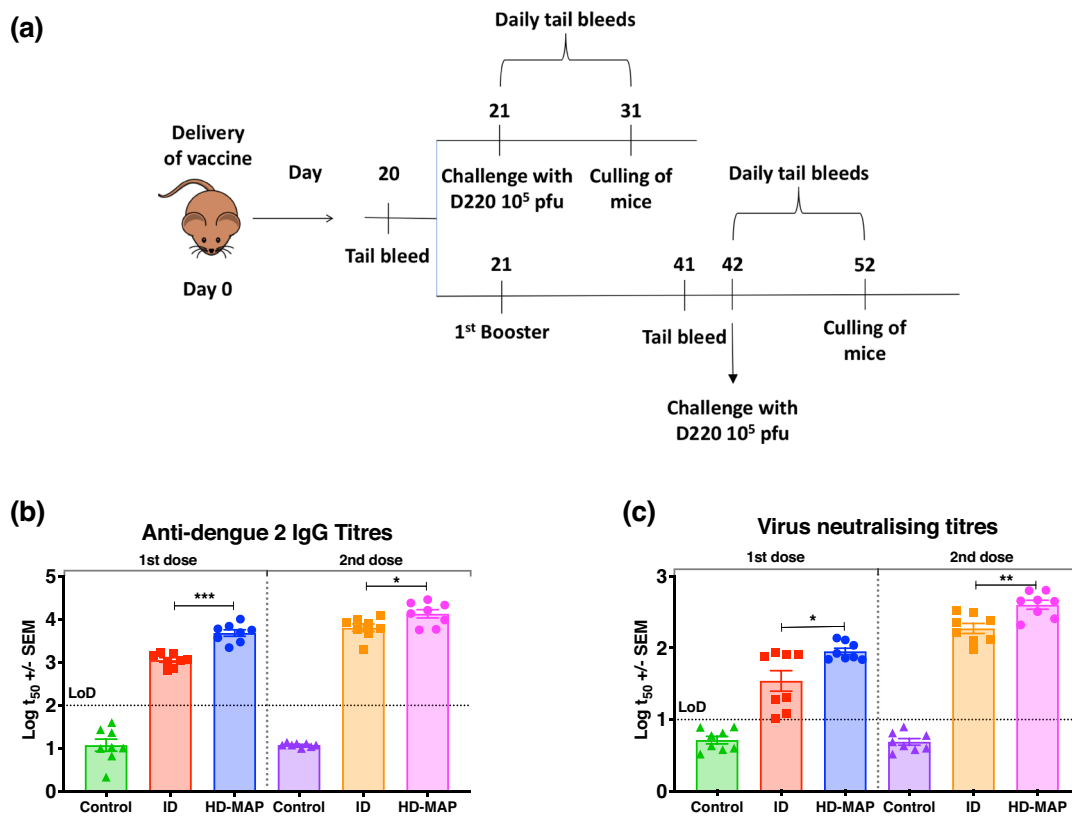 (a)
Daily tail bleeds
21
31
Delivery
of vaccine
Day
20
Challenge with
D220 10⁵ pfu
Culling of
mice
Daily tail bleeds
Tail bleed
Day 0
21
41
42
52
1st Booster
Tail bleed
Culling of
mice
Challenge with
D220 10⁵ pfu
(b)
Anti-dengue 2 IgG Titres
1st dose
2nd dose
Log t₅₀ +/- SEM
5
4
3
2
1
0
LoD
***
*
Control
ID
HD-MAP
Control
ID
HD-MAP
(c)
Virus neutralising titres
1st dose
2nd dose
Log t₅₀ +/- SEM
3
2
1
0
LoD
*
**
Control
ID
HD-MAP
Control
ID
HD-MAP